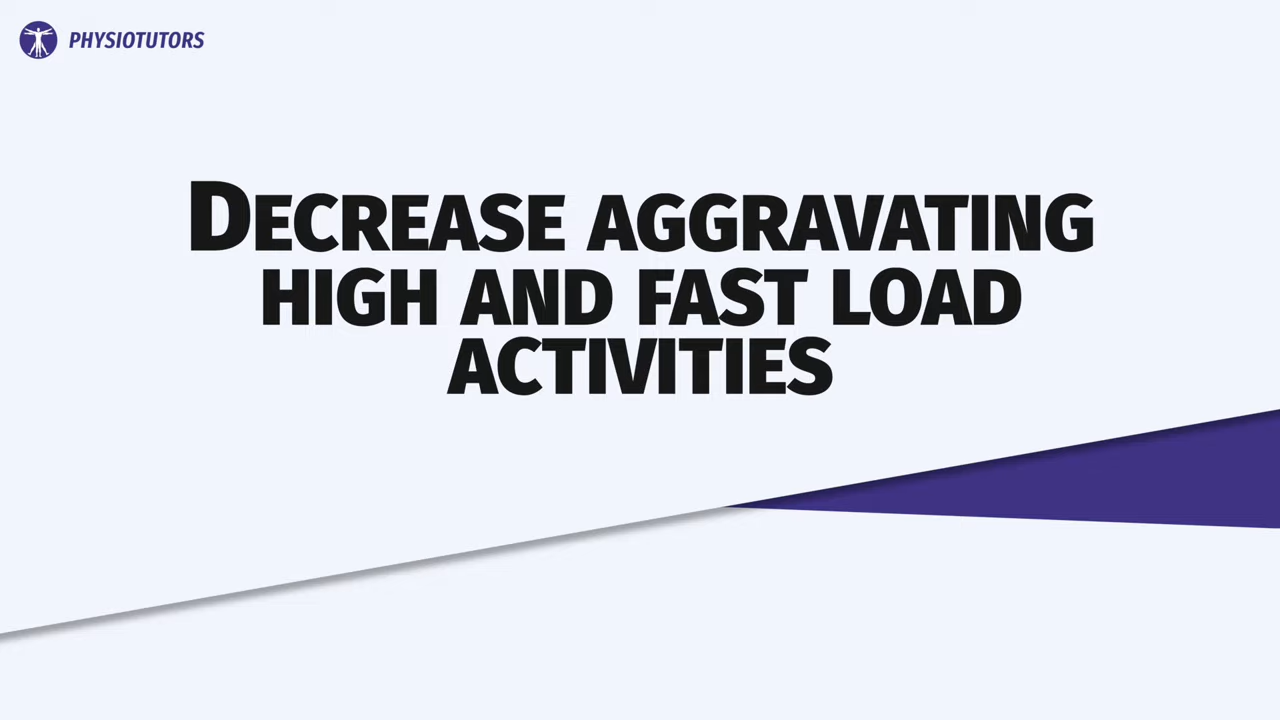 PHYSIOTUTORS
DECREASE AGGRAVATING
HIGH AND FAST LOAD
ACTIVITIES